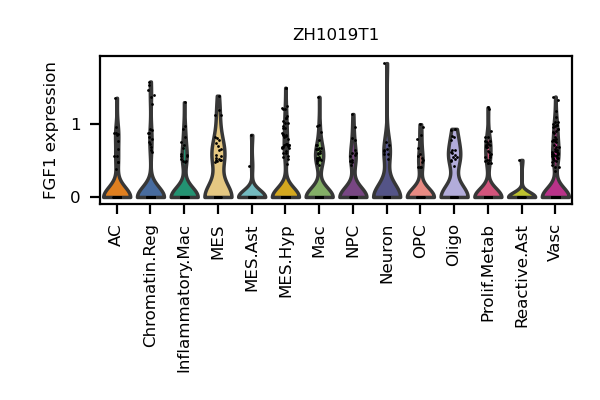 ZH1019T1
FGF1 expression
1
0
AC
Chromatin.Reg
Inflammatory.Mac
MES
MES.Ast
MES.Hyp
Mac
NPC
Neuron
OPC
Oligo
Prolif.Metab
Reactive.Ast
Vasc